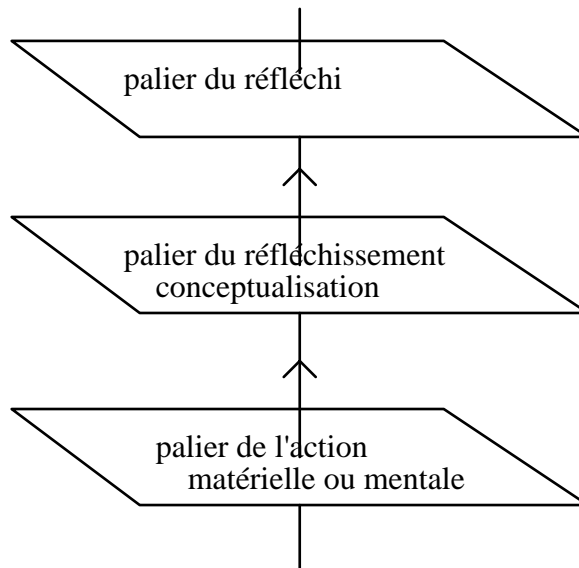 palier du réfléchi
palier du réfléchissement
conceptualisation
palier de l'action
matérielle ou mentale